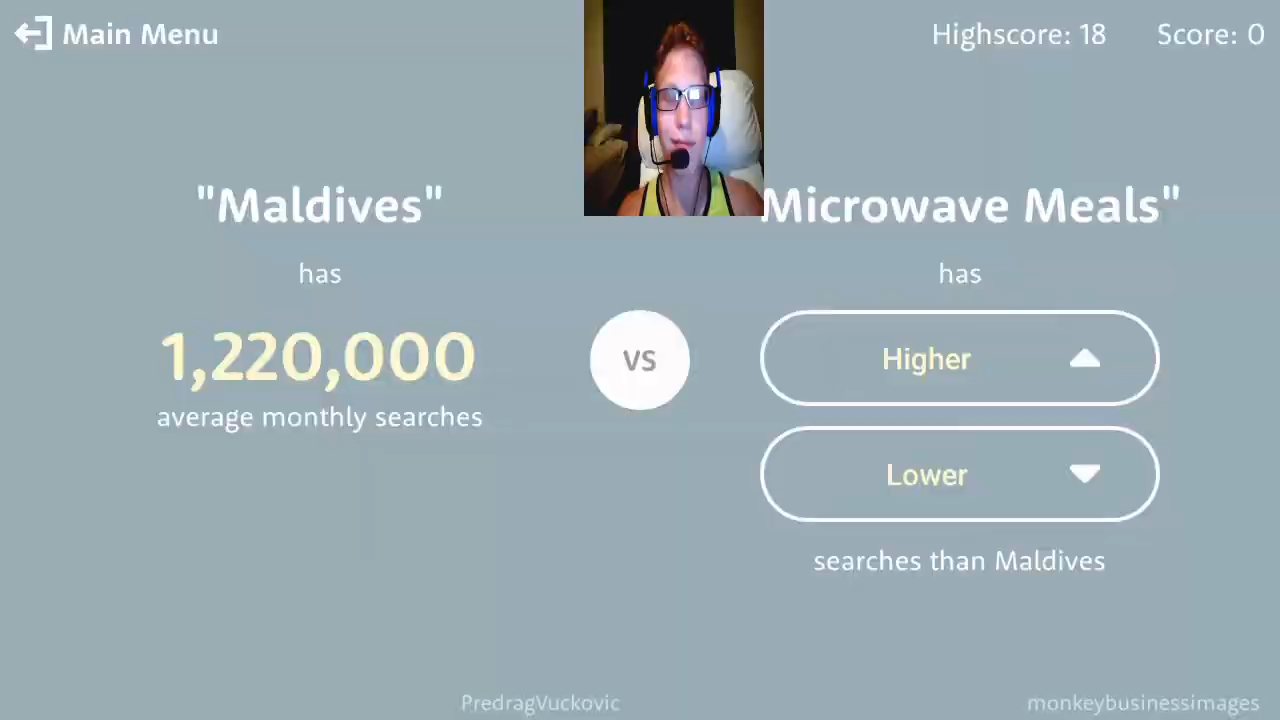 Main Menu
Highscore: 18
Score: 0
"Maldives"
has
1,220,000
average monthly searches
VS
Microwave Meals"
has
Higher
Lower
searches than Maldives
PredragVuckovic
monkeybusinessimages